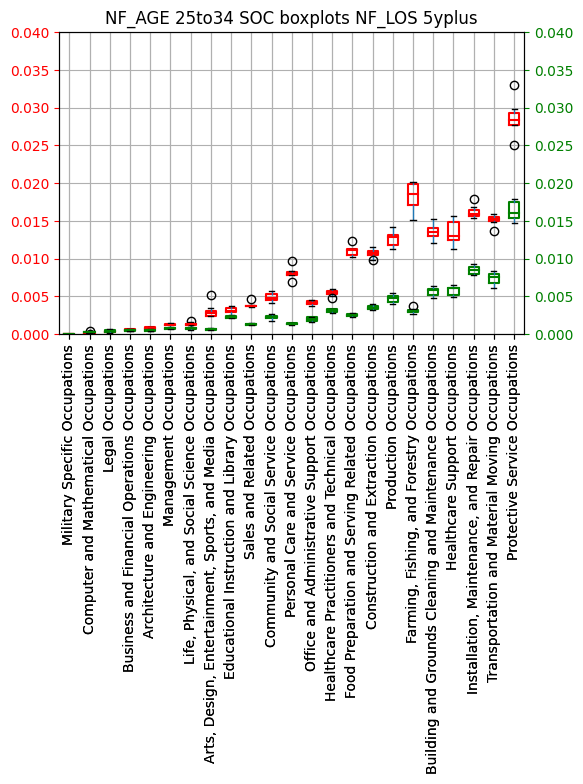 NF_AGE 25to34 SOC boxplots NF_LOS 5yplus
0.040 0.040
0.035 0.035
0.030 0.030
0.025 0.025
0.020 0.020
0.015 0.015
0.010 0.010
0.005 0.005
0.000 0.000
Military Specific Occupations
Computer and Mathematical Occupations
Legal Occupations
Business and Financial Operations Occupations
Architecture and Engineering Occupations
Management Occupations
Life, Physical, and Social Science Occupations
Arts, Design, Entertainment, Sports, and Media Occupations
Educational Instruction and Library Occupations
Sales and Related Occupations
Community and Social Service Occupations
Personal Care and Service Occupations
Office and Administrative Support Occupations
Healthcare Practitioners and Technical Occupations
Food Preparation and Serving Related Occupations
Construction and Extraction Occupations
Production Occupations
Farming, Fishing, and Forestry Occupations
Building and Grounds Cleaning and Maintenance Occupations
Healthcare Support Occupations
Installation, Maintenance, and Repair Occupations
Transportation and Material Moving Occupations
Protective Service Occupations